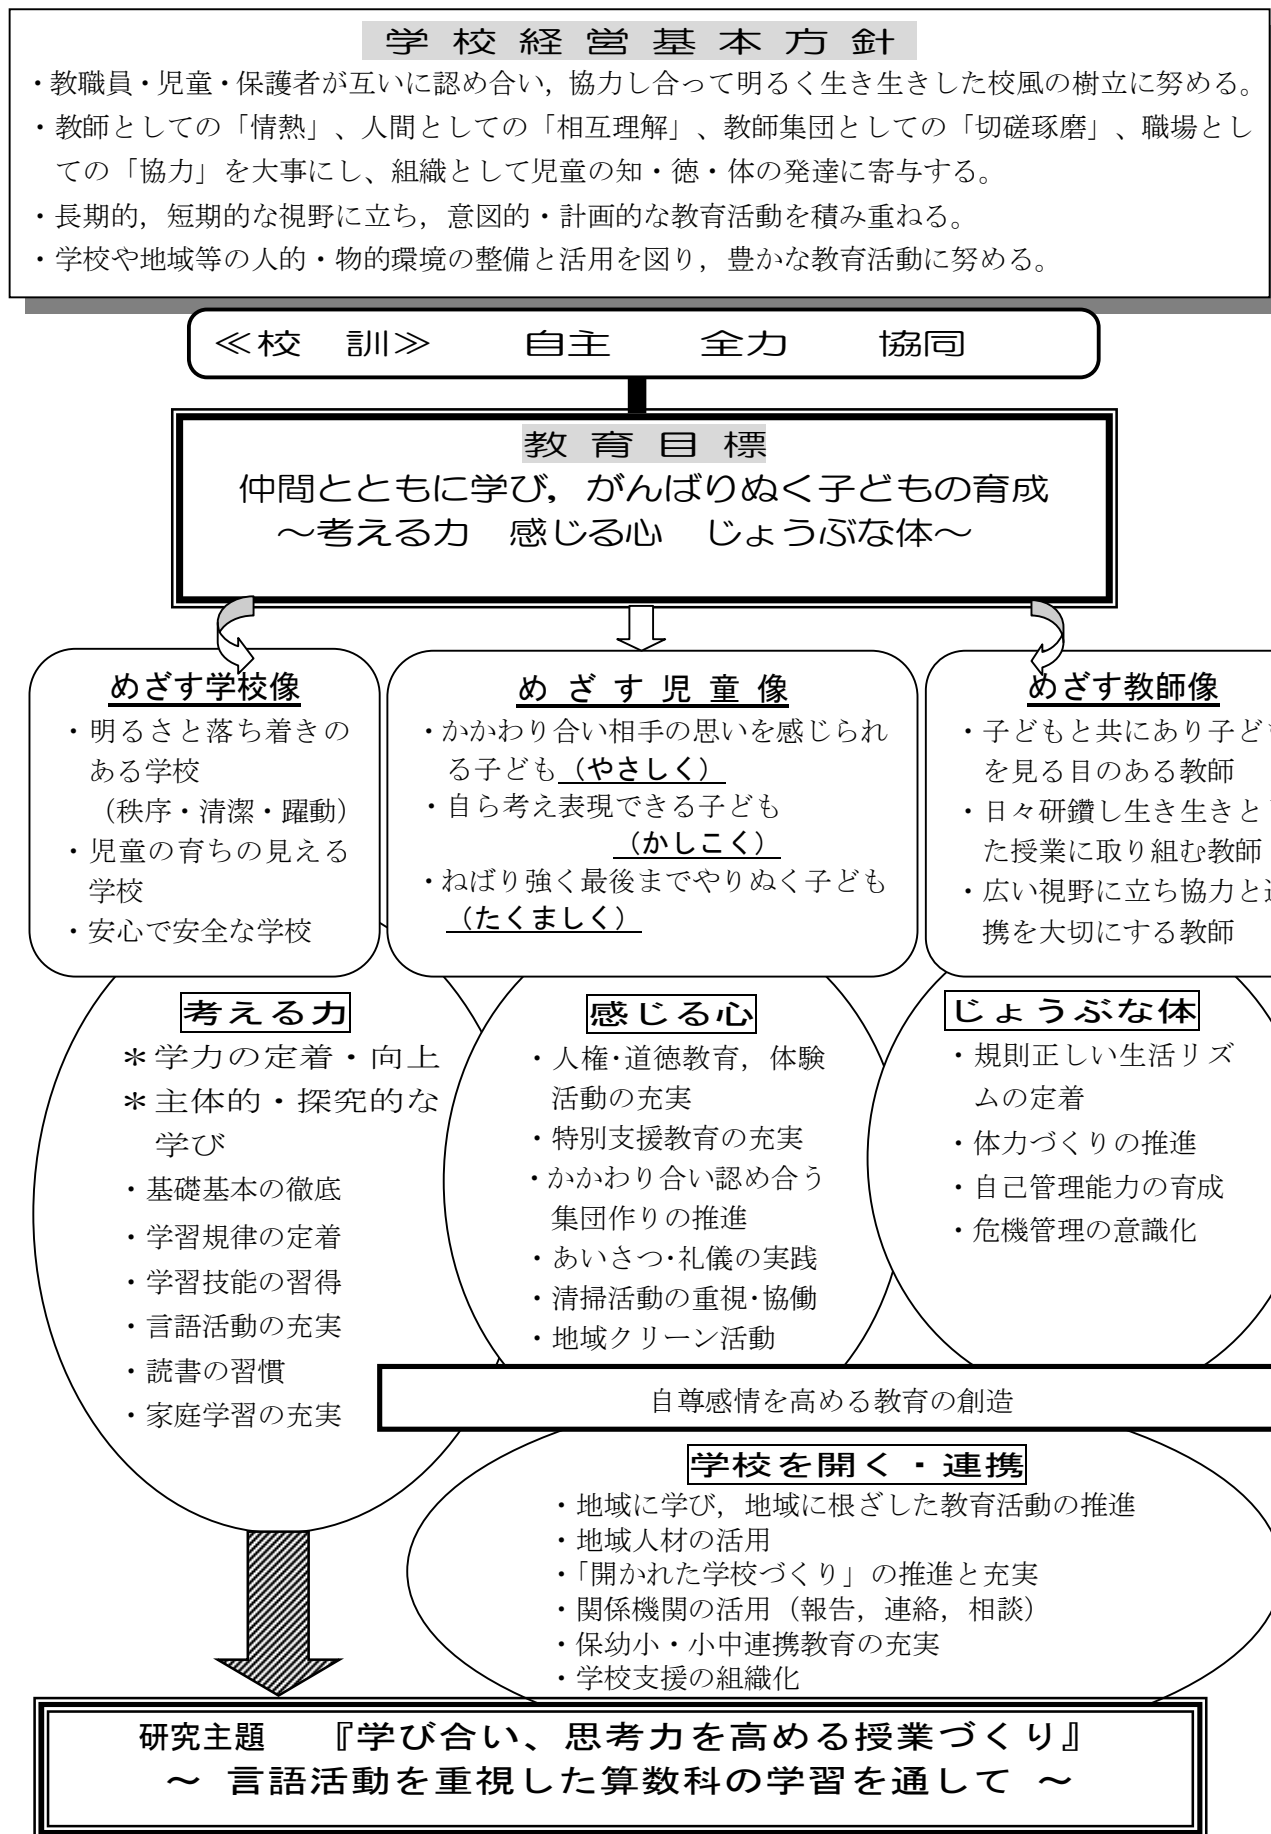 学校経営基本方針
・教職員・児童・保護者が互いに認め合い，協力し合って明るく生き生きした校風の樹立に努める。
・教師としての「情熱」、人間としての「相互理解」、教師集団としての「切磋琢磨」、職場とし
ての「協力」を大事にし、組織として児童の知・徳・体の発達に寄与する。
・長期的，短期的な視野に立ち，意図的・計画的な教育活動を積み重ねる。
・学校や地域等の人的・物的環境の整備と活用を図り，豊かな教育活動に努める。
≪校　訓≫　自主　全力　協同
教育目標
仲間とともに学び，がんばりぬく子どもの育成
～考える力　感じる心　じょうぶな体～
めざす学校像
・明るさと落ち着きの
ある学校
（秩序・清潔・躍動）
・児童の育ちの見える
学校
・安心で安全な学校
めざす児童像
・かかわり合い相手の思いを感じられ
る子ども（やさしく）
・自ら考え表現できる子ども
（かしこく）
・ねばり強く最後までやりぬく子ども
（たくましく）
めざす教師像
・子どもと共にあり子ども
を見る目のある教師
・日々研鑽し生き生きとし
た授業に取り組む教師
・広い視野に立ち協力と連
携を大切にする教師
考える力
＊学力の定着・向上
＊主体的・探究的な
学び
・基礎基本の徹底
・学習規律の定着
・学習技能の習得
・言語活動の充実
・読書の習慣
・家庭学習の充実
感じる心
・人権・道徳教育，体験
活動の充実
・特別支援教育の充実
・かかわり合い認め合う
集団作りの推進
・あいさつ・礼儀の実践
・清掃活動の重視・協働
・地域クリーン活動
じょうぶな体
・規則正しい生活リズ
ムの定着
・体力づくりの推進
・自己管理能力の育成
・危機管理の意識化
自尊感情を高める教育の創造
学校を開く・連携
・地域に学び，地域に根ざした教育活動の推進
・地域人材の活用
・「開かれた学校づくり」の推進と充実
・関係機関の活用（報告，連絡，相談）
・保幼小・小中連携教育の充実
・学校支援の組織化
研究主題　『学び合い、思考力を高める授業づくり』
～ 言語活動を重視した算数科の学習を通して ～